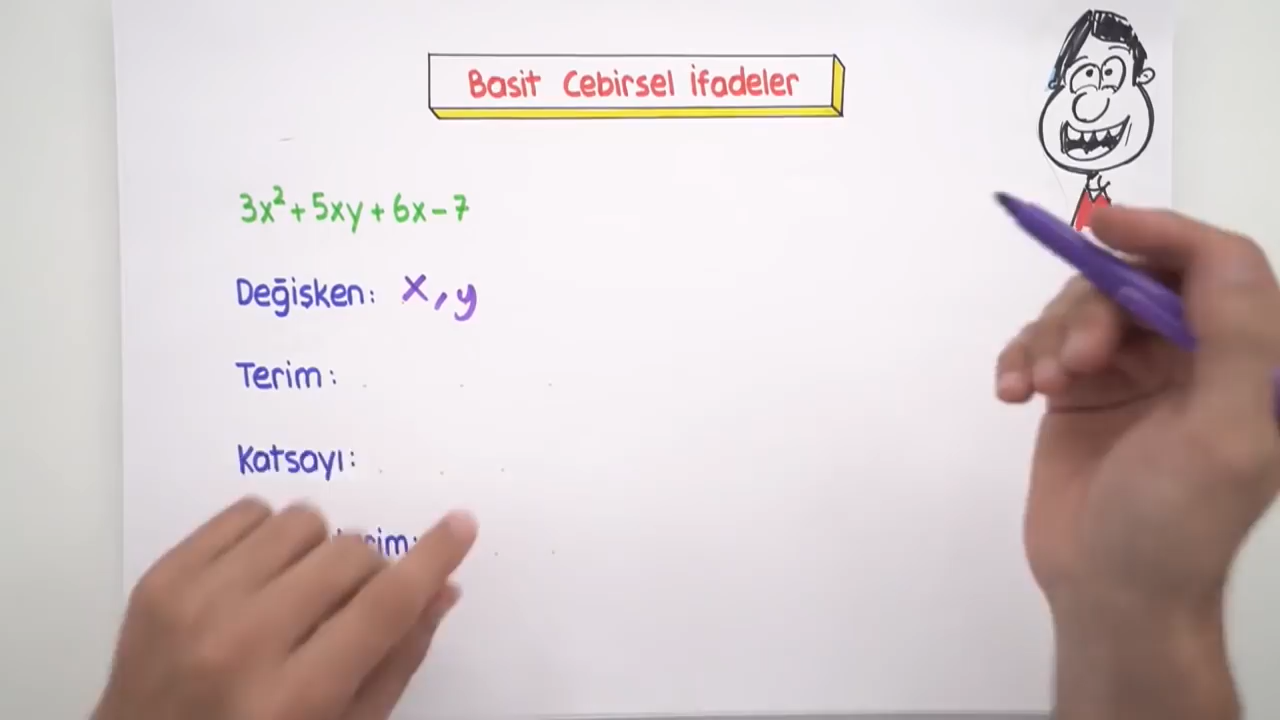 Basit Cebirsel İfadeler
3x²+5xy+6x-7
Değişken: x, y
Terim:
Katsayı: